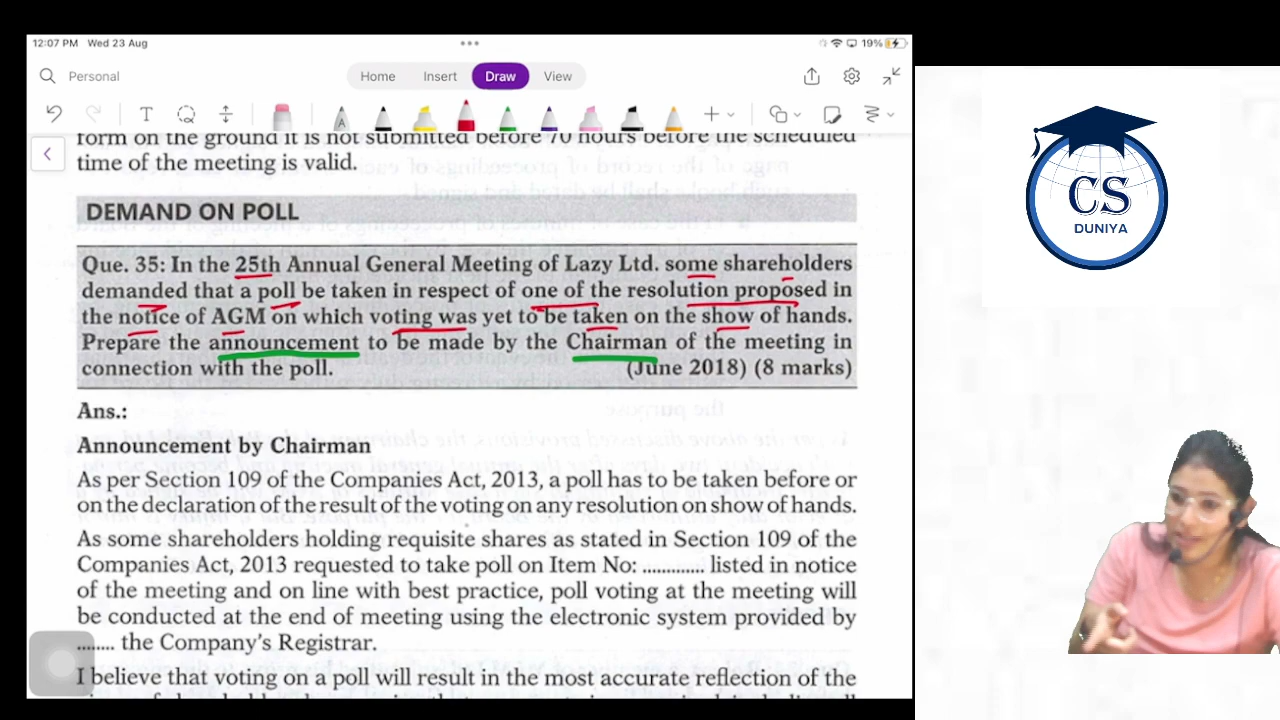 12:07 PM Wed 23 Aug
19%
Personal
Home Insert Draw View
form on the ground it is not submitted before 70 hours before the scheduled
time of the meeting is valid.
DEMAND ON POLL
Que. 35: In the 25th Annual General Meeting of Lazy Ltd. some shareholders
demanded that a poll be taken in respect of one of the resolution proposed in
the notice of AGM on which voting was yet to be taken on the show of hands.
Prepare the announcement to be made by the Chairman of the meeting in
connection with the poll. (June 2018) (8 marks)
Ans.:
Announcement by Chairman
As per Section 109 of the Companies Act, 2013, a poll has to be taken before or
on the declaration of the result of the voting on any resolution on show of hands.
As some shareholders holding requisite shares as stated in Section 109 of the
Companies Act, 2013 requested to take poll on Item No: ............. listed in notice
of the meeting and on line with best practice, poll voting at the meeting will
be conducted at the end of meeting using the electronic system provided by
........ the Company's Registrar.
I believe that voting on a poll will result in the most accurate reflection of the
CS
DUNIYA